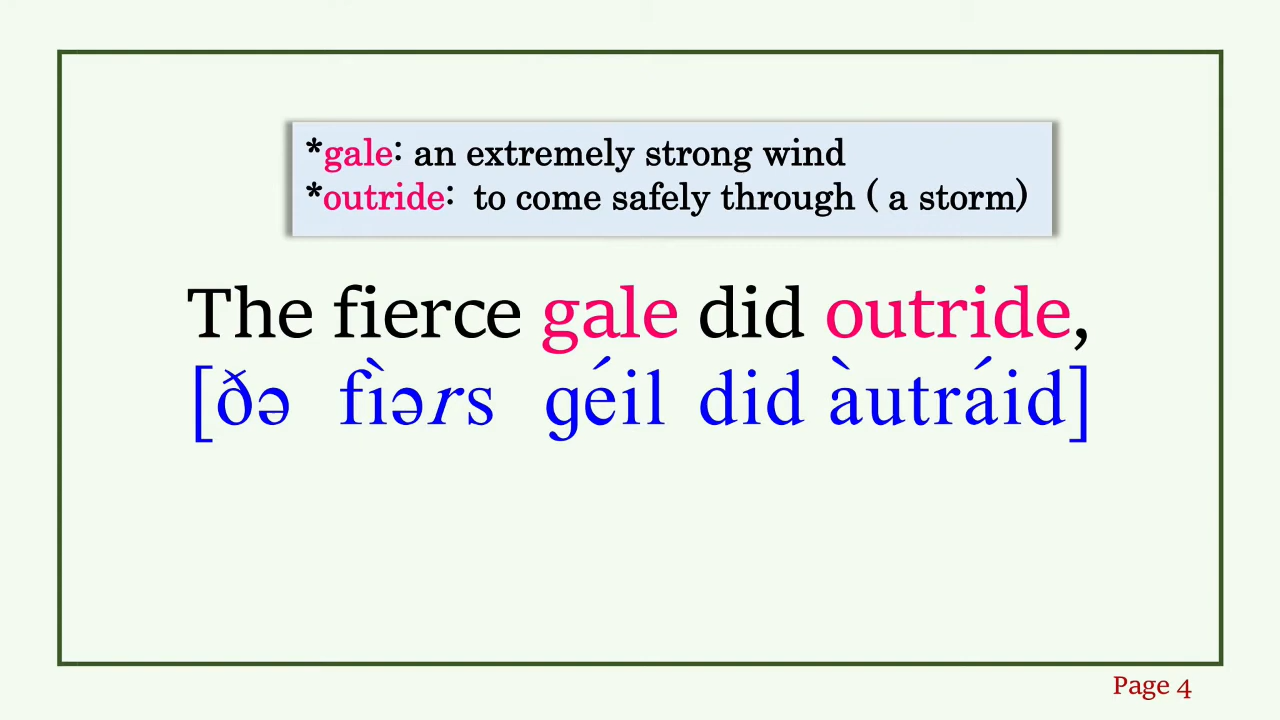 *gale: an extremely strong wind
*outride:  to come safely through ( a storm)
The fierce gale did outride,
[ðə fìərs ɡéil did àutráid]
Page 4